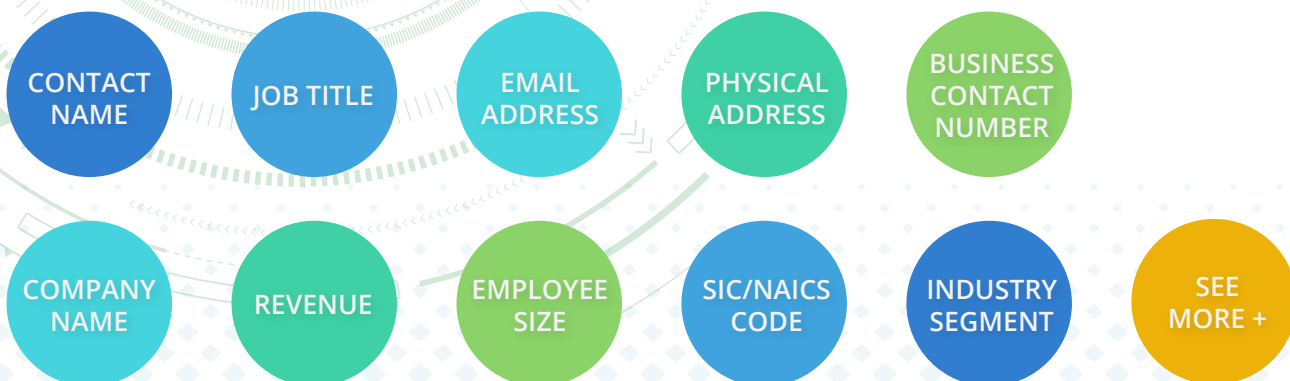 CONTACT
NAME
JOB TITLE
EMAIL
ADDRESS
PHYSICAL
ADDRESS
BUSINESS
CONTACT
NUMBER
COMPANY
NAME
REVENUE
EMPLOYEE
SIZE
SIC/NAICS
CODE
INDUSTRY
SEGMENT
SEE
MORE +